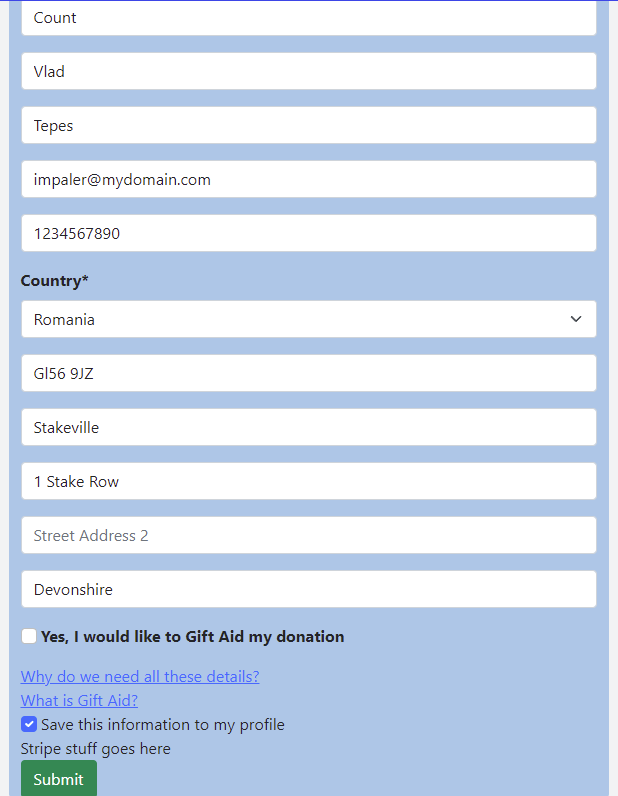 Count
Vlad
Tepes
impaler@mydomain.com
1234567890
Country*
Romania
Gl56 9JZ
Stakeville
1 Stake Row
Street Address 2
Devonshire
Yes, I would like to Gift Aid my donation
Why do we need all these details?
What is Gift Aid?
Save this information to my profile
Stripe stuff goes here
Submit